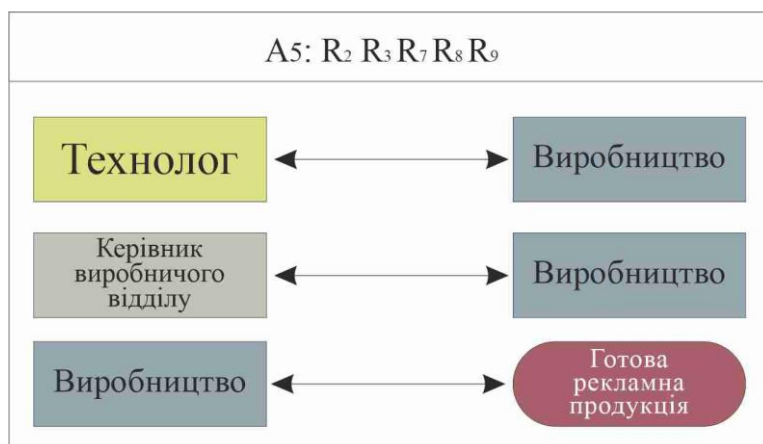 A5: R2 R3 R7 R8 R9
Технолог
Виробництво
Керівник
виробничого
відділу
Виробництво
Виробництво
Готова
рекламна
продукція